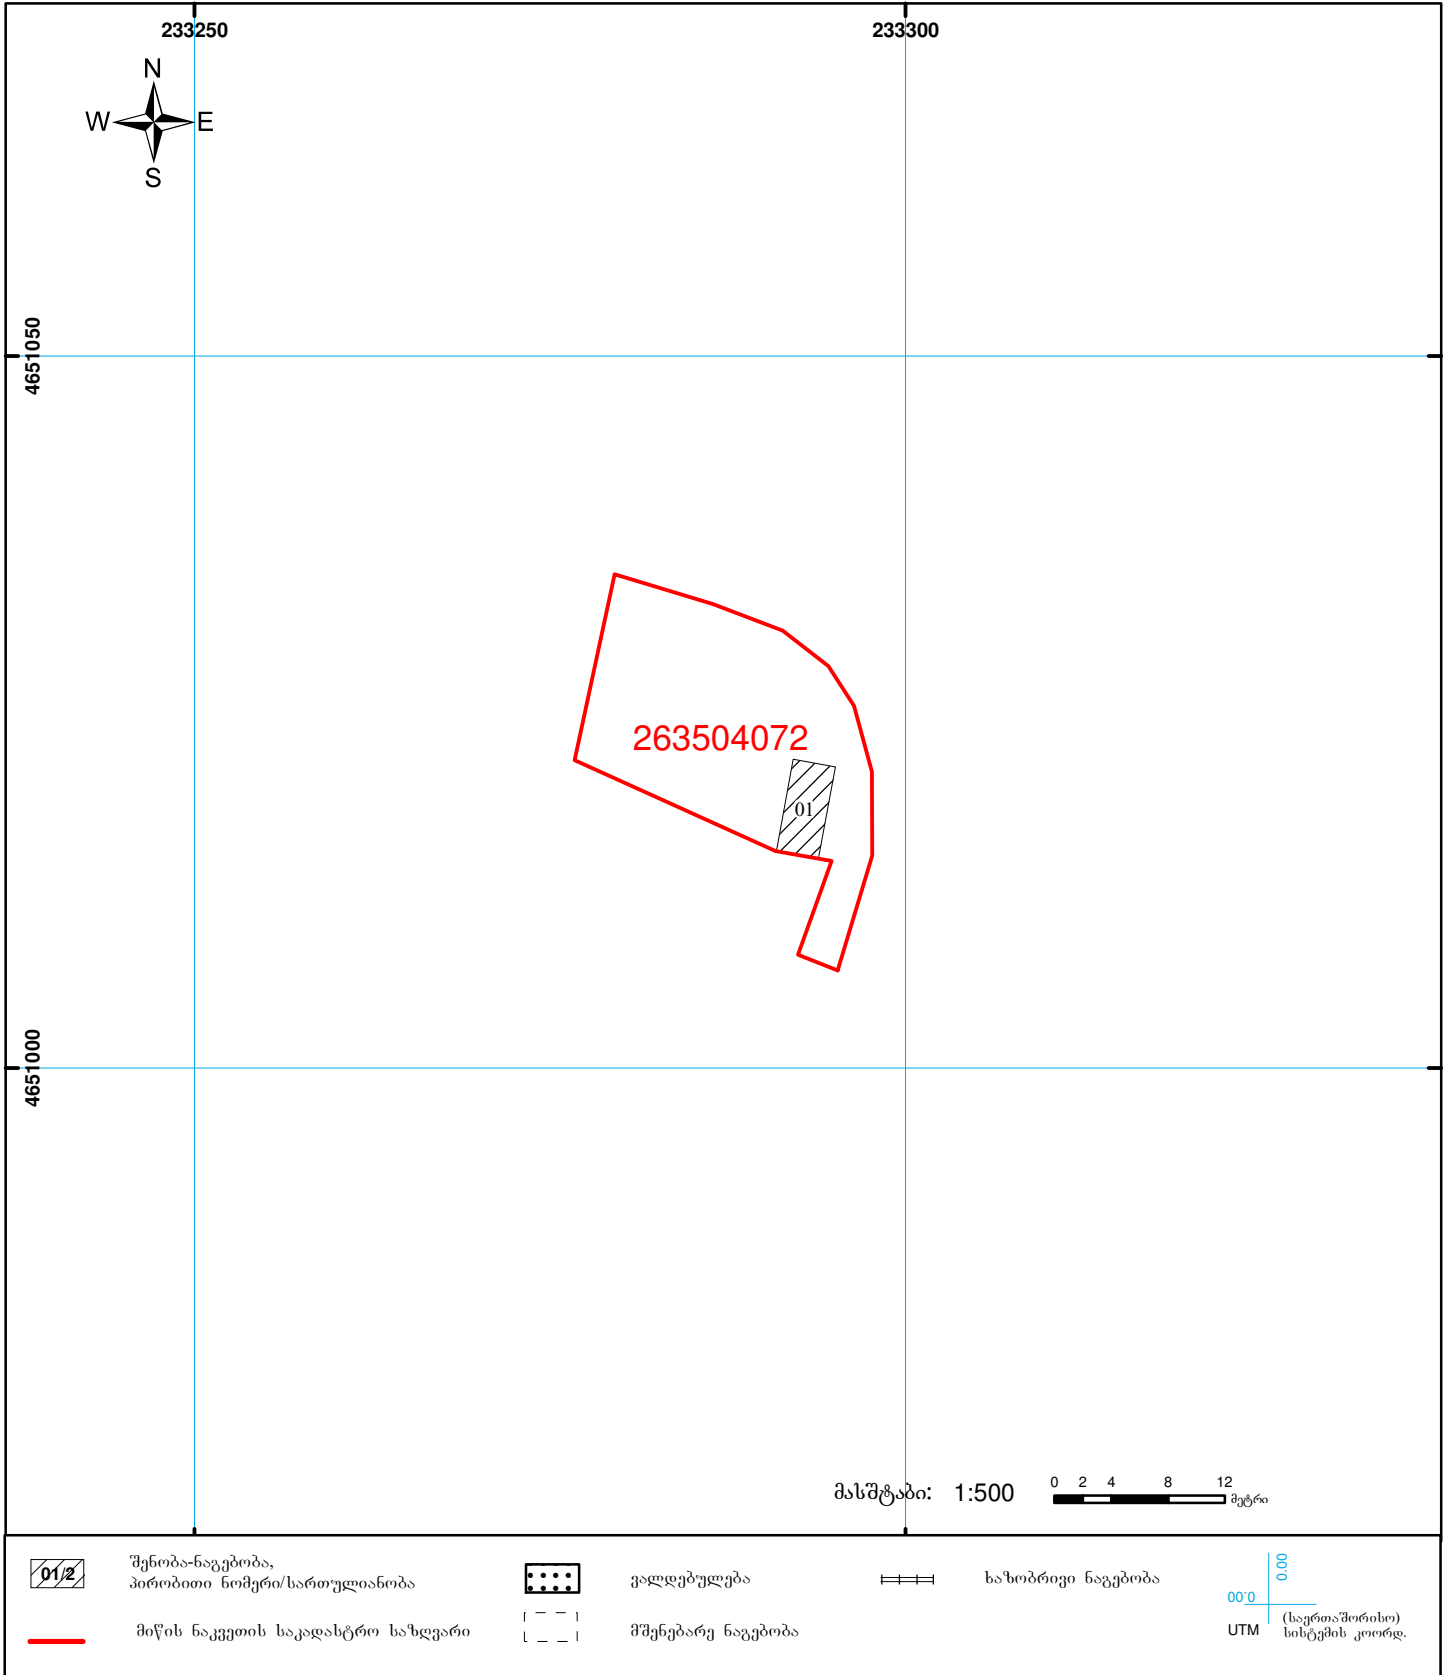 233250
233300
N
W
E
S
4651050
263504072
01
4651000
მასშტაბი: 1:500
0 2 4 8 12
მეტრი
01/2
შენობა-ნაგებობა,
პირობითი ნომერი/სართულიანობა
ვალდებულება
ხაზობრივი ნაგებობა
მიწის ნაკვეთის საკადასტრო საზღვარი
მშენებარე ნაგებობა
0.00
0.00
UTM
(საერთაშორისო)
სისტემის კოორდ.